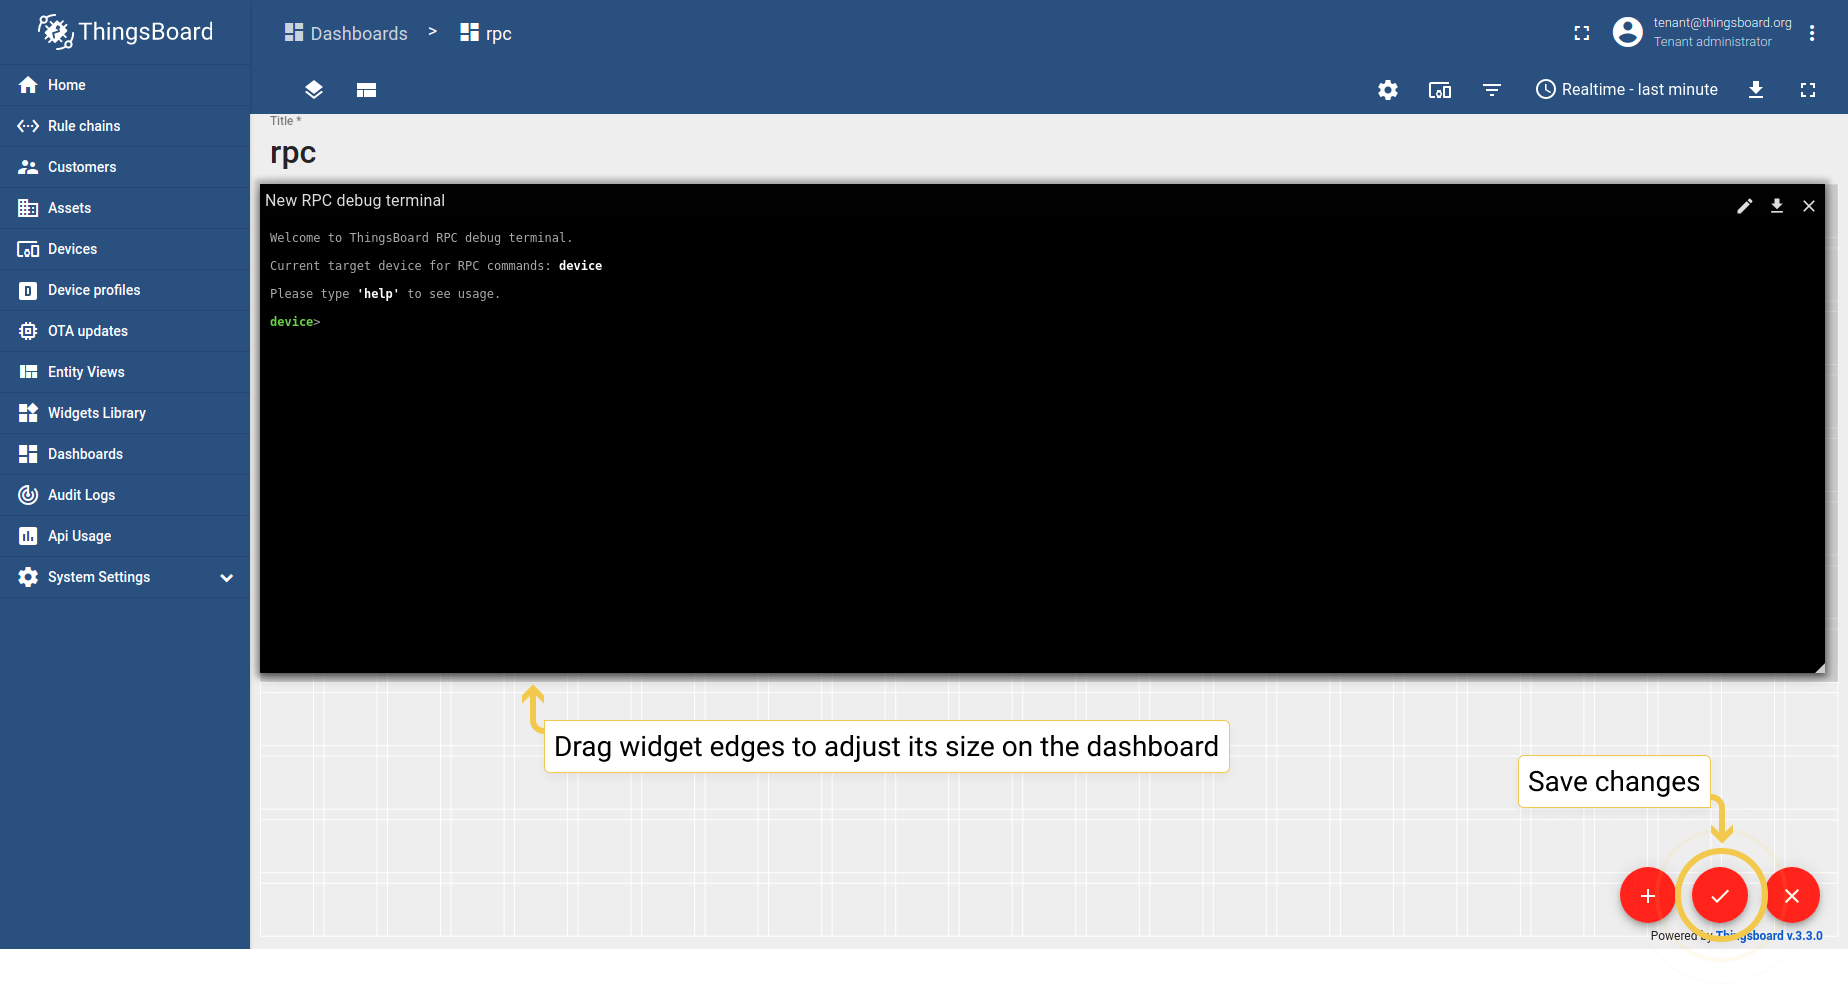 ThingsBoard
Dashboards > rpc
tenant@thingsboard.org
Tenant administrator
Home
Rule chains
Customers
Assets
Devices
Device profiles
OTA updates
Entity Views
Widgets Library
Dashboards
Audit Logs
Api Usage
System Settings
Realtime - last minute
Title *
rpc
New RPC debug terminal
Welcome to ThingsBoard RPC debug terminal.
Current target device for RPC commands: device
Please type 'help' to see usage.
device>
Drag widget edges to adjust its size on the dashboard
Save changes
Powered by Thingsboard v.3.3.0